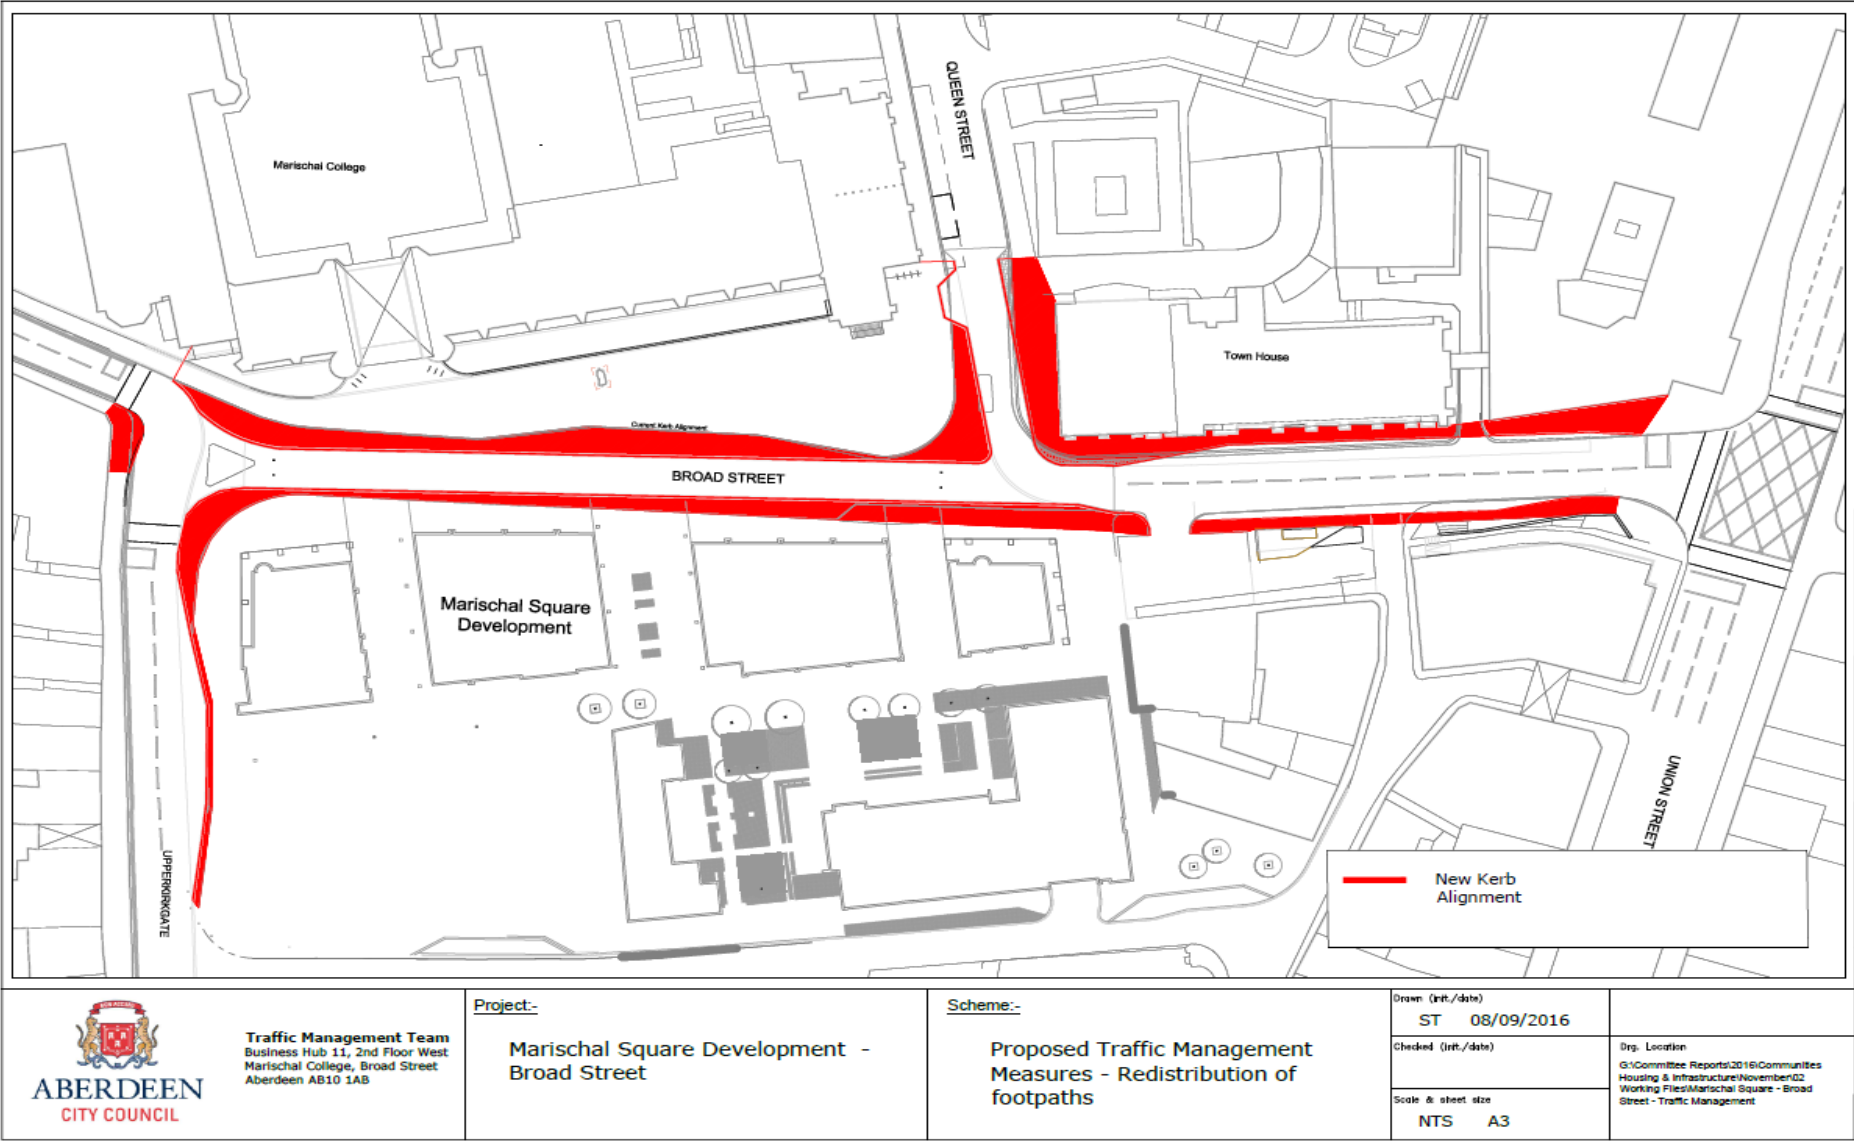 QUEEN STREET
Marischal College
Town House
Current Kerb Alignment
BROAD STREET
Marischal Square
Development
UNION STREET
UPPERKIRKGATE
New Kerb
Alignment
ABERDEEN
CITY COUNCIL
Traffic Management Team
Business Hub 11, 2nd Floor West
Marischal College, Broad Street
Aberdeen AB10 1AB
Project:-
Marischal Square Development -
Broad Street
Scheme:-
Proposed Traffic Management
Measures - Redistribution of
footpaths
Drawn (init./date)
ST 08/09/2016
Checked (init./date)
Scale & sheet size
NTS A3
Drg. Location
G:\Committee Reports\2016\Communities
Housing & Infrastructure\November\02
Working Files\Marischal Square - Broad
Street - Traffic Management